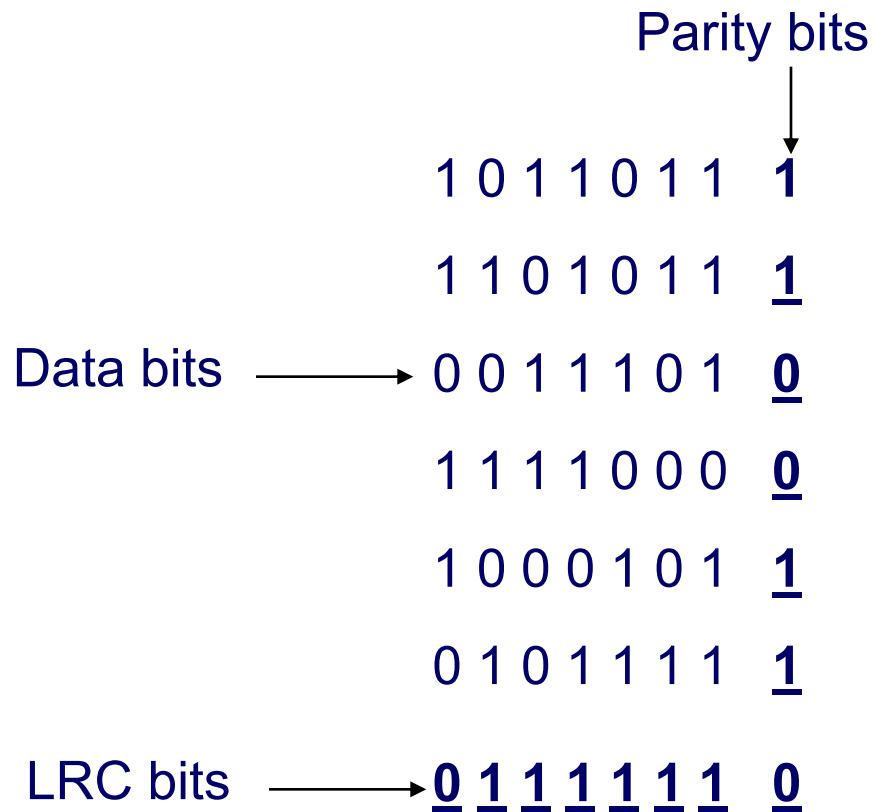 Parity bits
1 0 1 1 0 1 1 1
1 1 0 1 0 1 1 1
Data bits 0 0 1 1 1 0 1 0
1 1 1 1 0 0 0 0
1 0 0 0 1 0 1 1
0 1 0 1 1 1 1 1
LRC bits 0 1 1 1 1 1 1 0